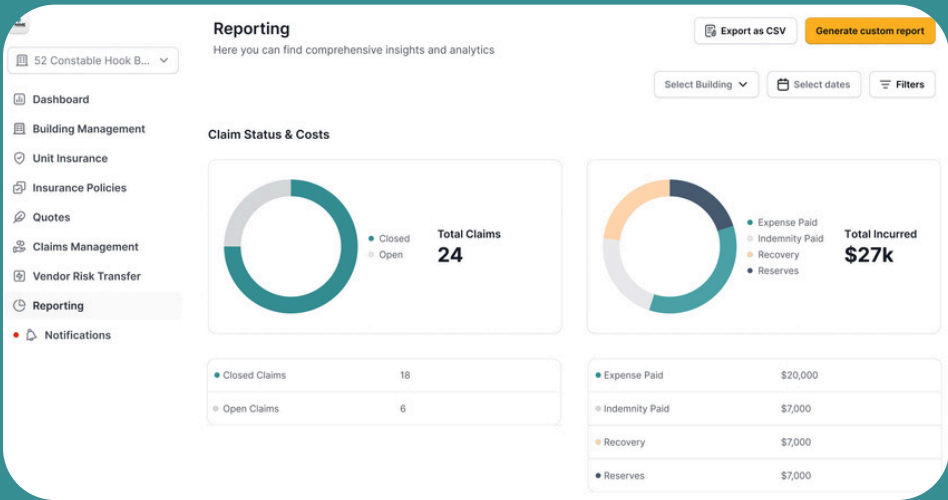 Reporting
Here you can find comprehensive insights and analytics
Export as CSV
Generate custom report
52 Constable Hook B...
Select Building
Select dates
Filters
Dashboard
Building Management
Unit Insurance
Insurance Policies
Quotes
Claims Management
Vendor Risk Transfer
Reporting
Notifications
Claim Status & Costs
Closed
Open
Total Claims
24
Expense Paid
Indemnity Paid
Recovery
Reserves
Total Incurred
$27k
Closed Claims 18
Open Claims 6
Expense Paid $20,000
Indemnity Paid $7,000
Recovery $7,000
Reserves $7,000